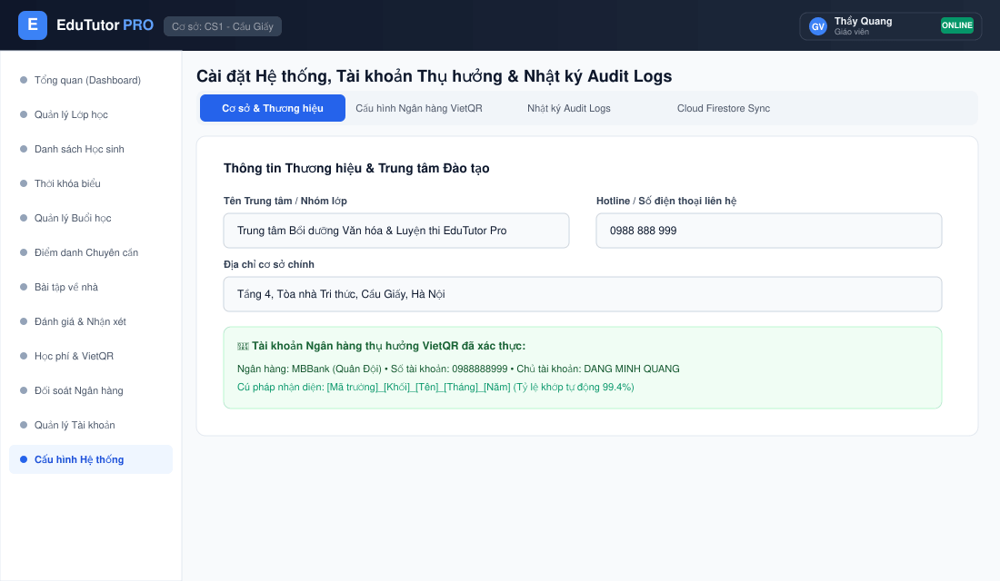 E EduTutor PRO Cơ sở: CS1 - Cầu Giấy
GV Thầy Quang
Giáo viên
ONLINE
Tổng quan (Dashboard)
Quản lý Lớp học
Danh sách Học sinh
Thời khóa biểu
Quản lý Buổi học
Điểm danh Chuyên cần
Bài tập về nhà
Đánh giá & Nhận xét
Học phí & VietQR
Đối soát Ngân hàng
Quản lý Tài khoản
Cấu hình Hệ thống
Cài đặt Hệ thống, Tài khoản Thụ hưởng & Nhật ký Audit Logs
Cơ sở & Thương hiệu Cấu hình Ngân hàng VietQR Nhật ký Audit Logs Cloud Firestore Sync
Thông tin Thương hiệu & Trung tâm Đào tạo
Tên Trung tâm / Nhóm lớp Hotline / Số điện thoại liên hệ
Trung tâm Bồi dưỡng Văn hóa & Luyện thi EduTutor Pro 0988 888 999
Địa chỉ cơ sở chính
Tầng 4, Tòa nhà Tri thức, Cầu Giấy, Hà Nội
Tài khoản Ngân hàng thụ hưởng VietQR đã xác thực:
Ngân hàng: MBBank (Quân Đội) • Số tài khoản: 0988888999 • Chủ tài khoản: DANG MINH QUANG
Cú pháp nhận diện: [Mã trường]_[Khối]_[Tên]_[Tháng]_[Năm] (Tỷ lệ khớp tự động 99.4%)